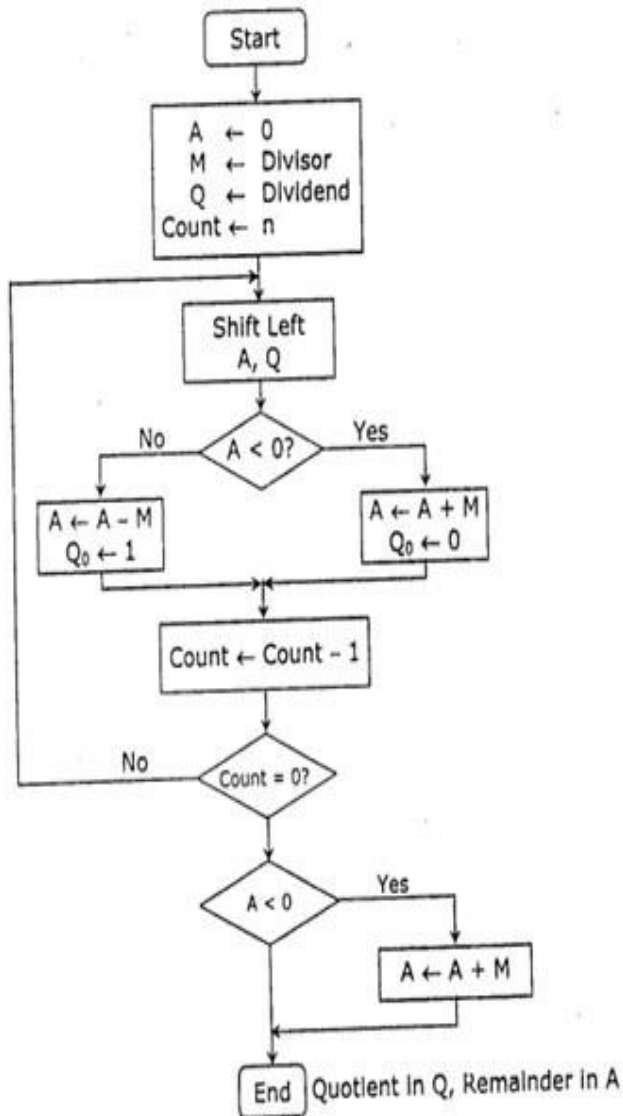 Start
A ← 0
M ← Divisor
Q ← Dividend
Count ← n
Shift Left
A, Q
No
A < 0?
Yes
A ← A – M
Q₀ ← 1
A ← A + M
Q₀ ← 0
Count ← Count – 1
No
Count = 0?
A < 0
Yes
A ← A + M
End
Quotient in Q, Remainder in A